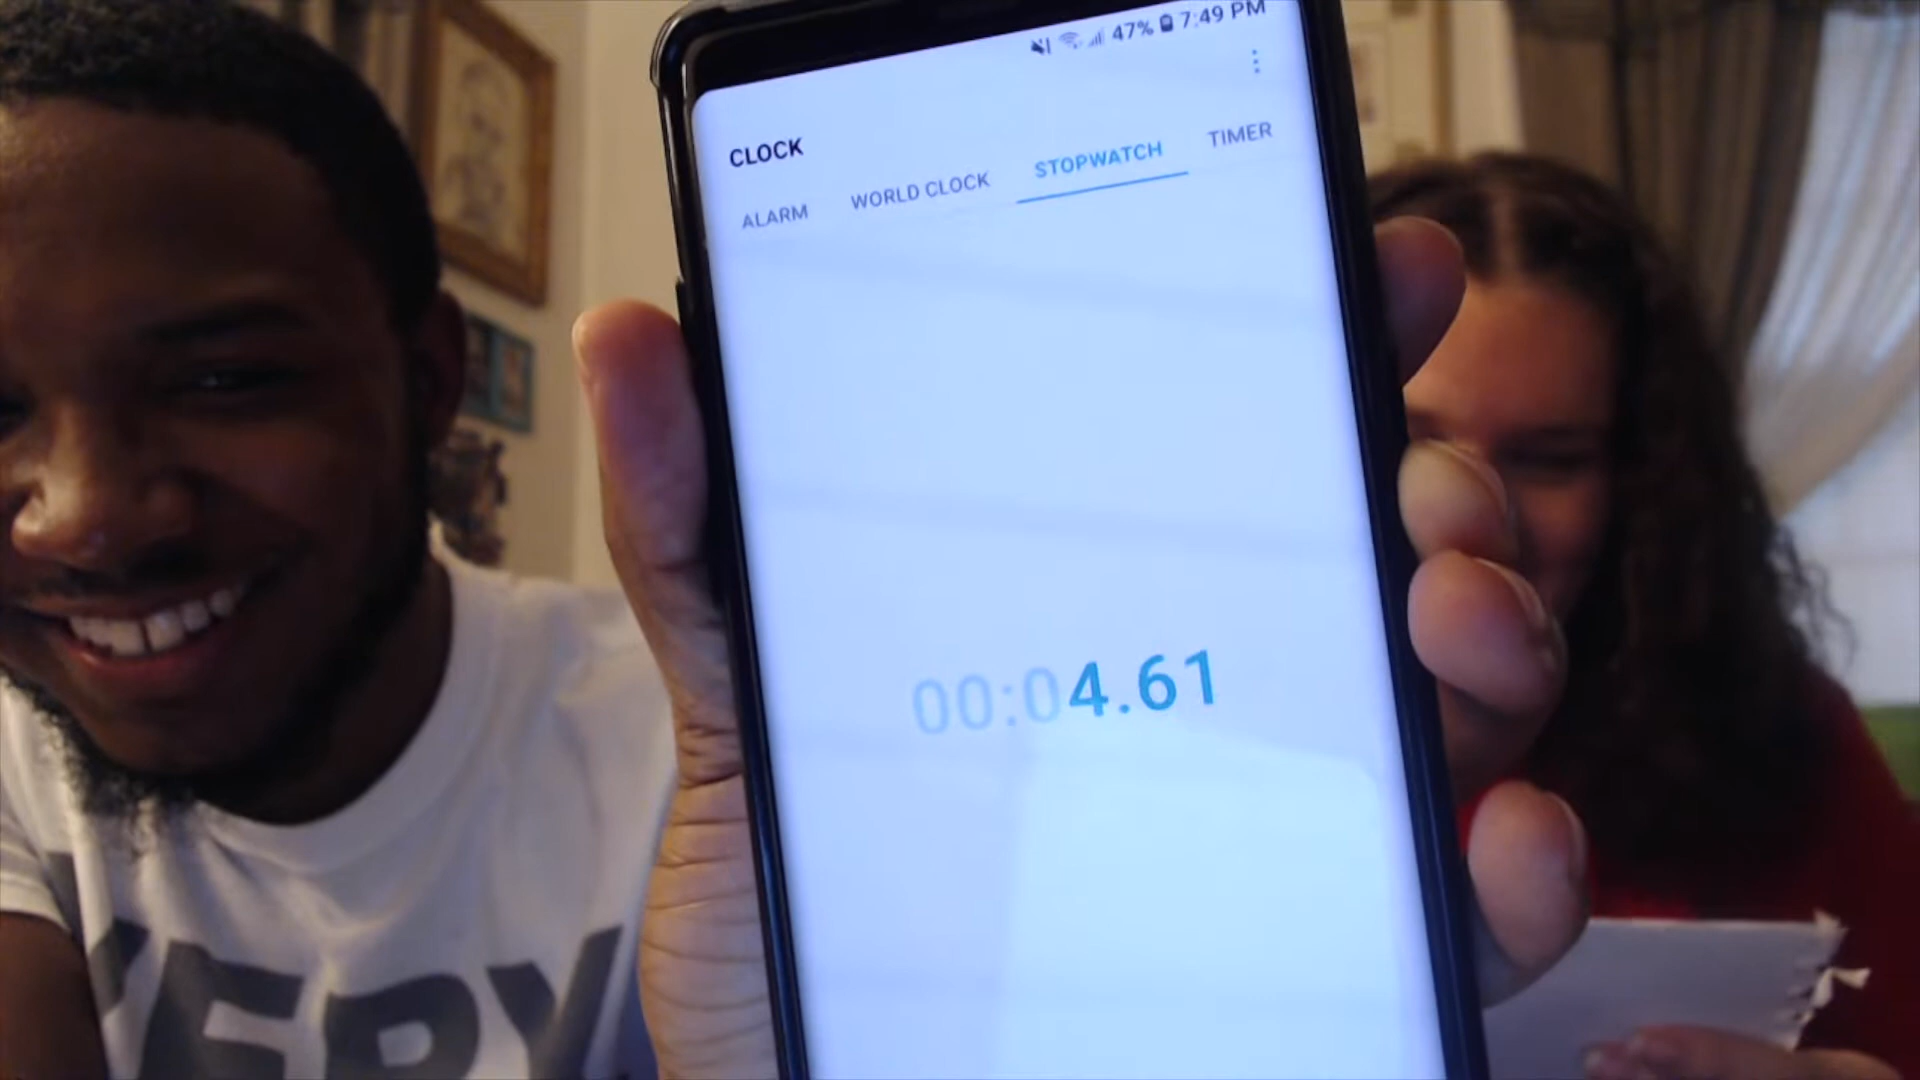 47% 7:49 PM
CLOCK
ALARM WORLD CLOCK STOPWATCH TIMER
00:04.61